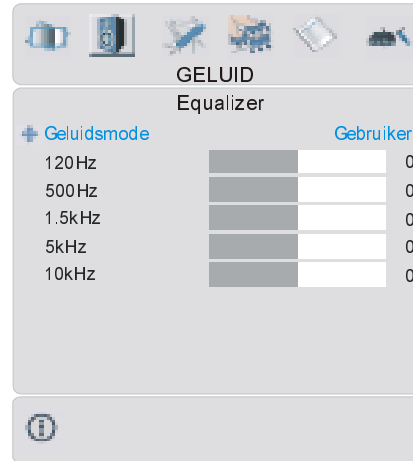 GELUID
Equalizer
Geluidsmode Gebruiker
120Hz 0
500Hz 0
1.5kHz 0
5kHz 0
10kHz 0